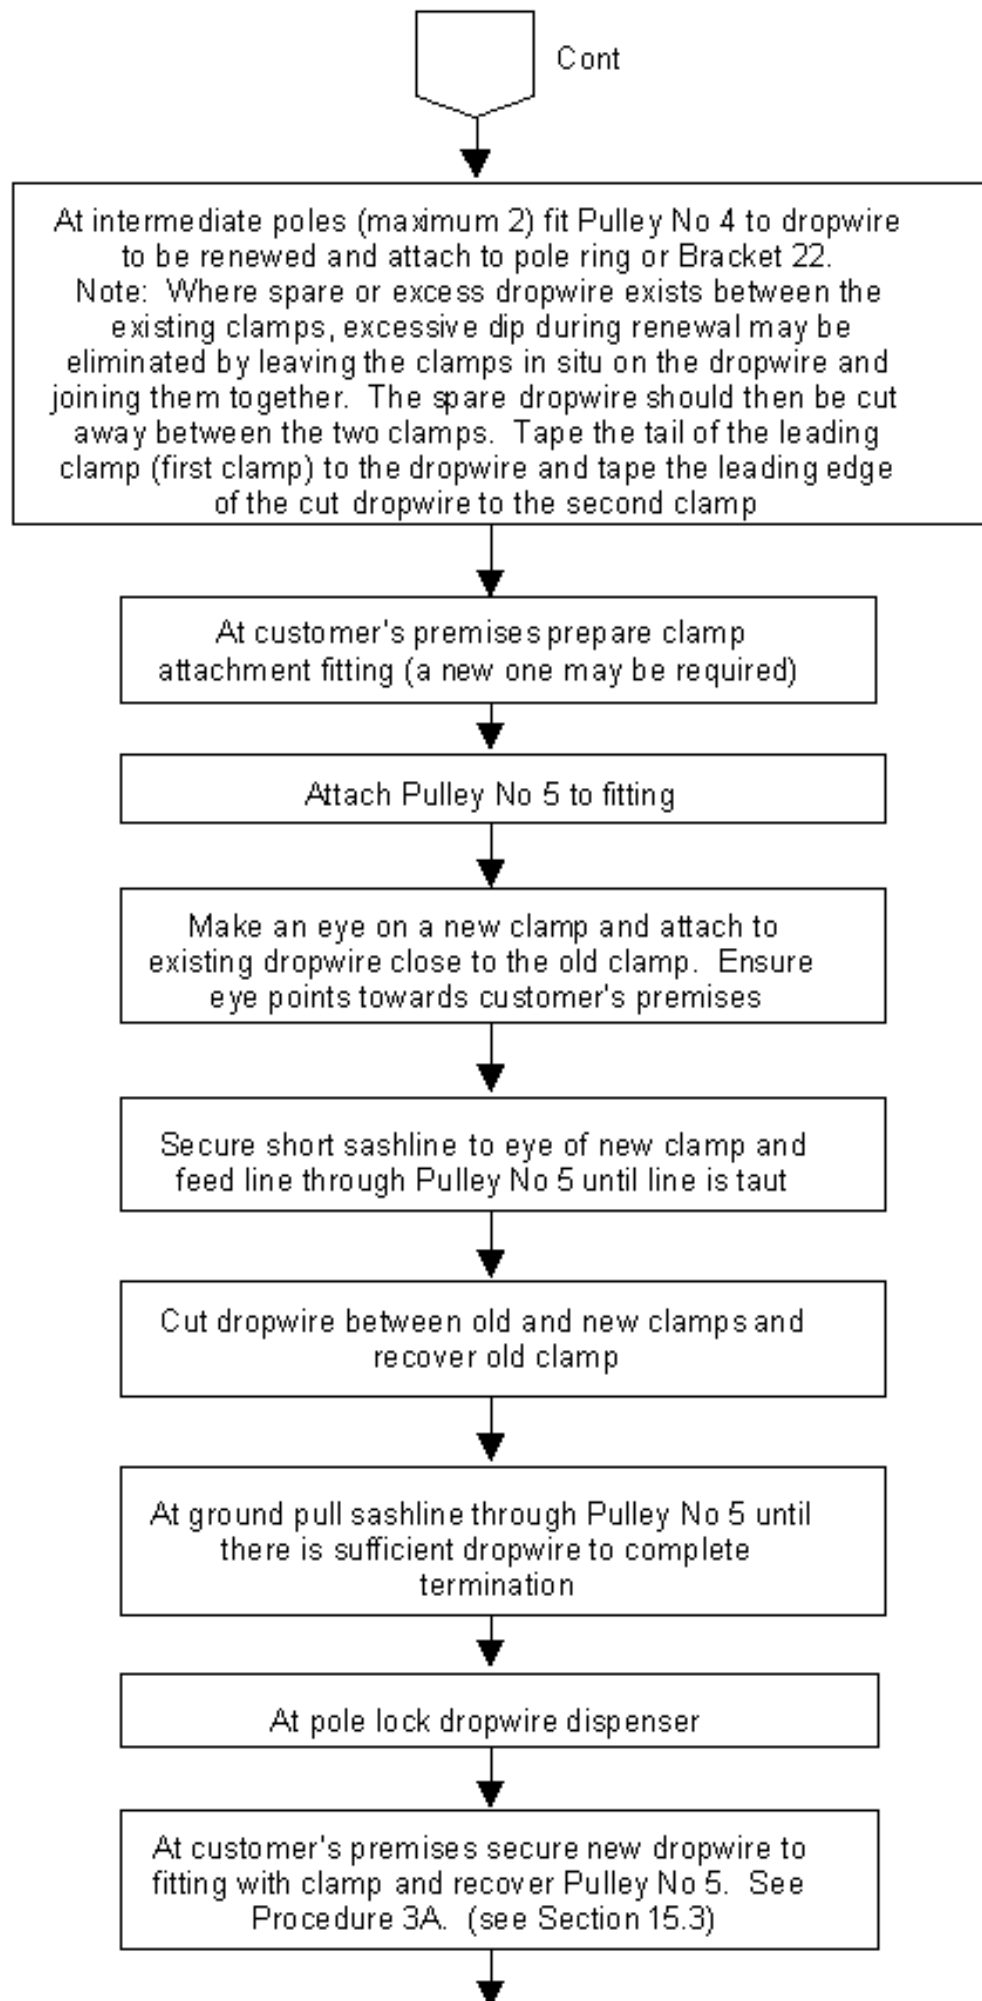 Cont
At intermediate poles (maximum 2) fit Pulley No 4 to dropwire
to be renewed and attach to pole ring or Bracket 22.
Note:  Where spare or excess dropwire exists between the
existing clamps, excessive dip during renewal may be
eliminated by leaving the clamps in situ on the dropwire and
joining them together.  The spare dropwire should then be cut
away between the two clamps.  Tape the tail of the leading
clamp (first clamp) to the dropwire and tape the leading edge
of the cut dropwire to the second clamp
At customer's premises prepare clamp
attachment fitting (a new one may be required)
Attach Pulley No 5 to fitting
Make an eye on a new clamp and attach to
existing dropwire close to the old clamp.  Ensure
eye points towards customer's premises
Secure short sashline to eye of new clamp and
feed line through Pulley No 5 until line is taut
Cut dropwire between old and new clamps and
recover old clamp
At ground pull sashline through Pulley No 5 until
there is sufficient dropwire to complete
termination
At pole lock dropwire dispenser
At customer's premises secure new dropwire to
fitting with clamp and recover Pulley No 5.  See
Procedure 3A.  (see Section 15.3)